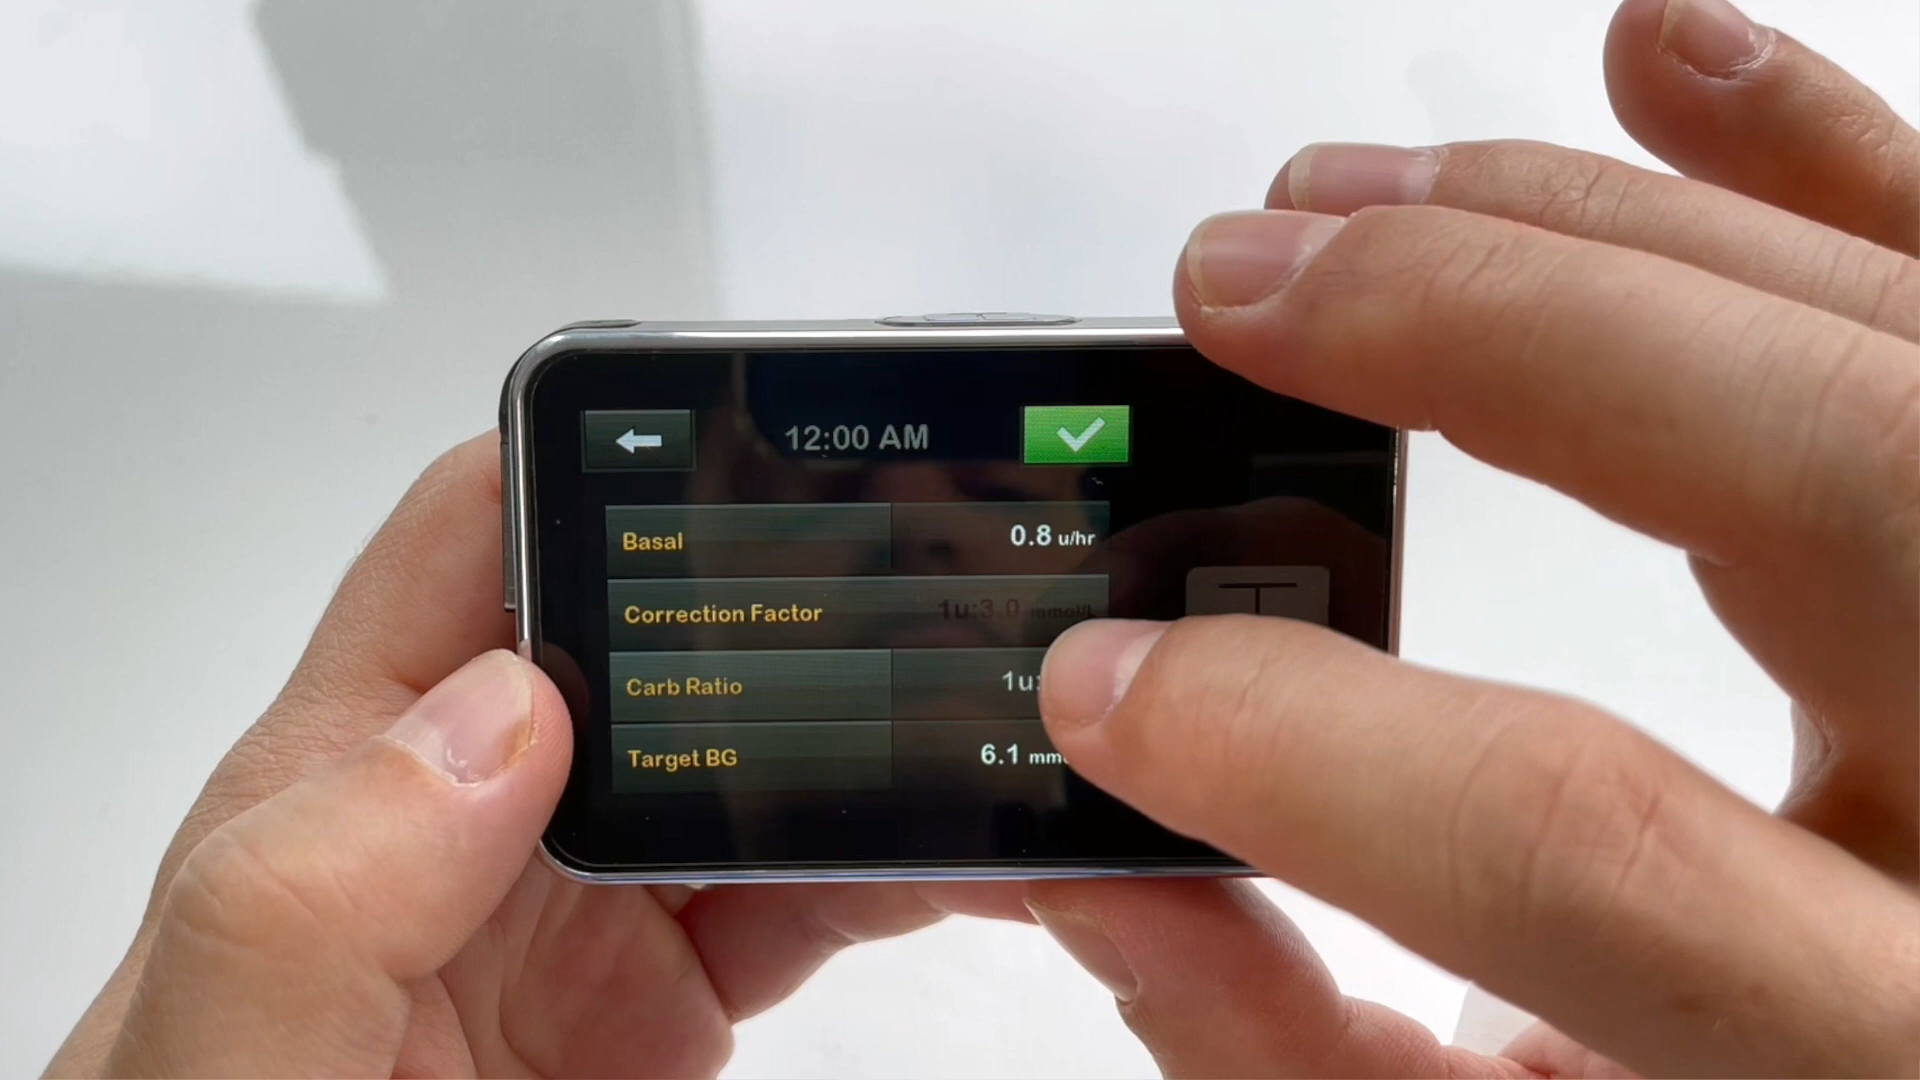 12:00 AM
Basal 0.8 u/hr
Correction Factor 1u:3.0 mmol/L
Carb Ratio 1u:
Target BG 6.1